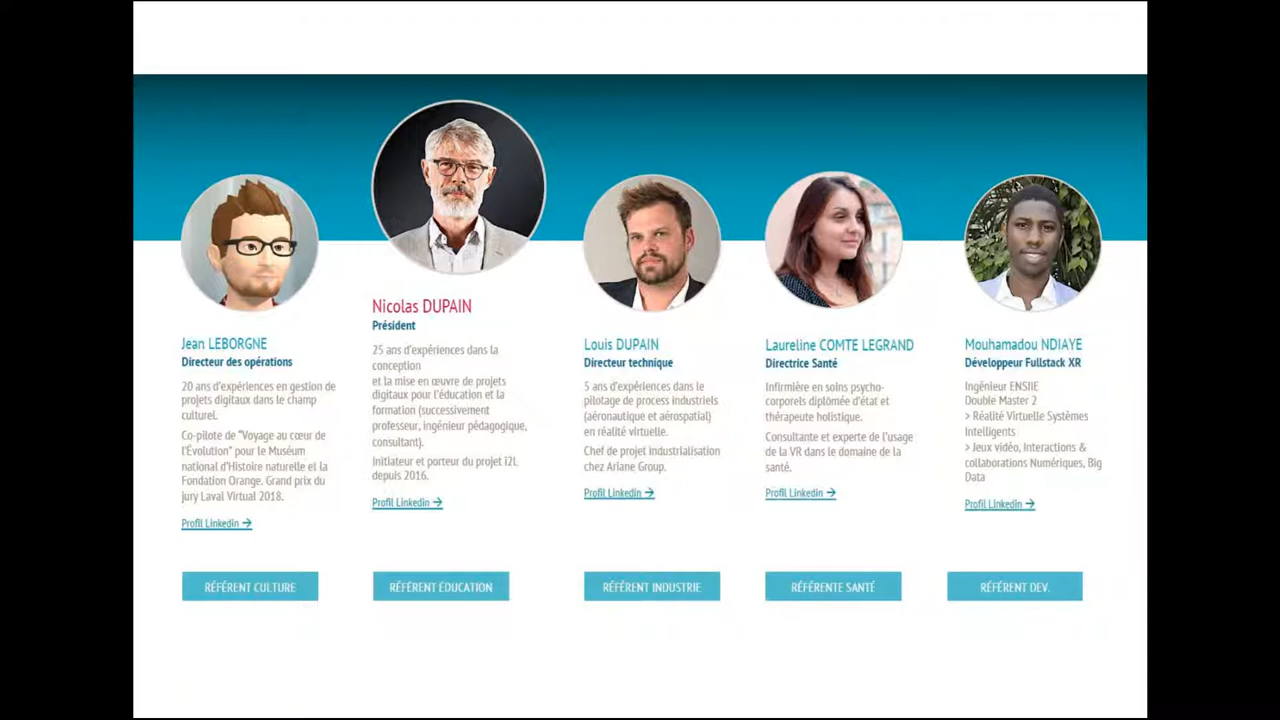 Jean LEBORGNE
Directeur des opérations
20 ans d'expériences en gestion de
projets digitaux dans le champ
culturel.
Co-pilote de "Voyage au cœur de
l'Évolution" pour le Muséum
national d'Histoire naturelle et la
Fondation Orange. Grand prix du
jury Laval Virtual 2018.
Profil Linkedin →
RÉFÉRENT CULTURE
Nicolas DUPAIN
Président
25 ans d'expériences dans la
conception
et la mise en œuvre de projets
digitaux pour l'éducation et la
formation (successivement
professeur, ingénieur pédagogique,
consultant).
Initiateur et porteur du projet i2L
depuis 2016.
Profil Linkedin →
RÉFÉRENT ÉDUCATION
Louis DUPAIN
Directeur technique
5 ans d'expériences dans le
pilotage de process industriels
(aéronautique et aérospatial)
en réalité virtuelle.
Chef de projet industrialisation
chez Ariane Group.
Profil Linkedin →
RÉFÉRENT INDUSTRIE
Laureline COMTE LEGRAND
Directrice Santé
Infirmière en soins psycho-
corporels diplômée d'état et
thérapeute holistique.
Consultante et experte de l'usage
de la VR dans le domaine de la
santé.
Profil Linkedin →
RÉFÉRENTE SANTÉ
Mouhamadou NDIAYE
Développeur Fullstack XR
Ingénieur ENSIIE
Double Master 2
> Réalité Virtuelle Systèmes
Intelligents
> Jeux vidéo, Interactions &
collaborations Numériques, Big
Data
Profil Linkedin →
RÉFÉRENT DEV.